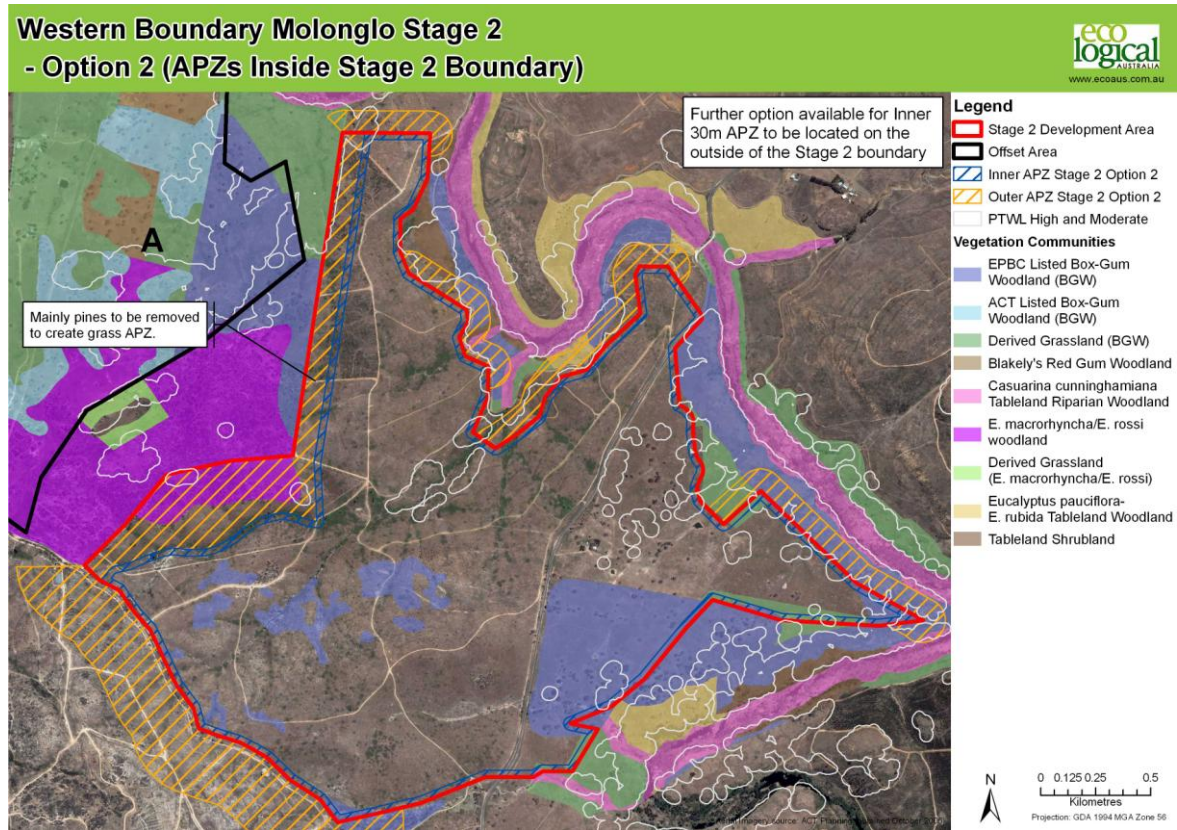 Western Boundary Molonglo Stage 2
- Option 2 (APZs Inside Stage 2 Boundary)
eco
logical
AUSTRALIA
www.ecoaus.com.au
Further option available for Inner
30m APZ to be located on the
outside of the Stage 2 boundary
A
Mainly pines to be removed
to create grass APZ.
Legend
Stage 2 Development Area
Offset Area
Inner APZ Stage 2 Option 2
Outer APZ Stage 2 Option 2
PTWL High and Moderate
Vegetation Communities
EPBC Listed Box-Gum
Woodland (BGW)
ACT Listed Box-Gum
Woodland (BGW)
Derived Grassland (BGW)
Blakely's Red Gum Woodland
Casuarina cunninghamiana
Tableland Riparian Woodland
E. macrorhyncha/E. rossi
woodland
Derived Grassland
(E. macrorhyncha/E. rossi)
Eucalyptus pauciflora-
E. rubida Tableland Woodland
Tableland Shrubland
N
0 0.125 0.25 0.5
Kilometres
Projection: GDA 1994 MGA Zone 56
Imagery source: ACT Planning